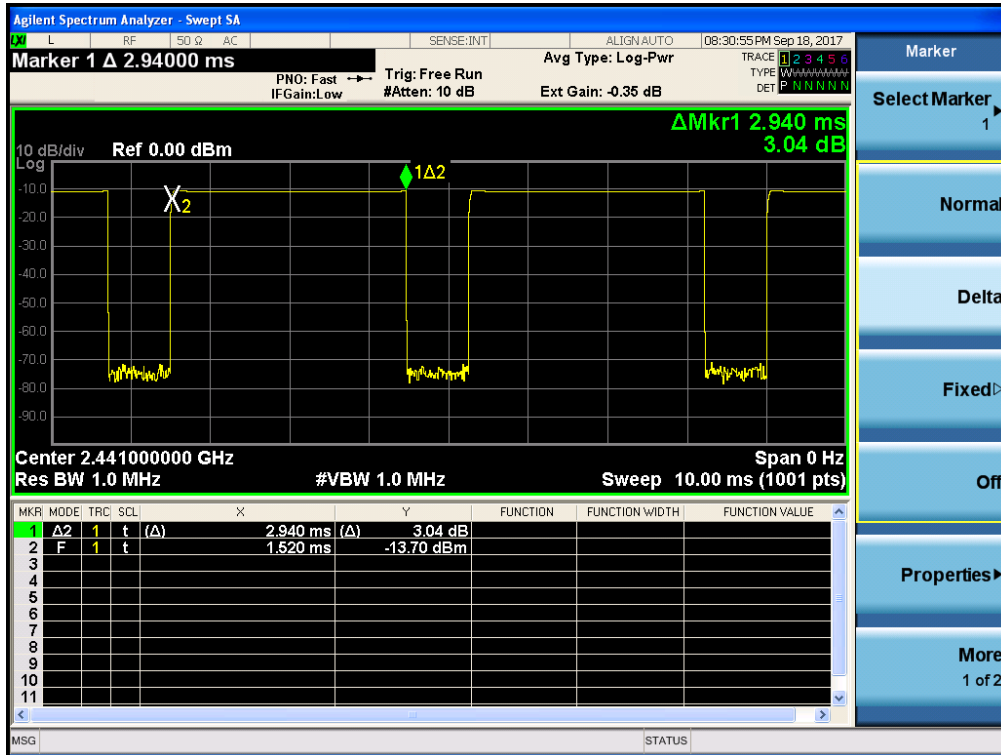 Agilent Spectrum Analyzer - Swept SA
LXI L RF 50 Ω AC SENSE:INT ALIGN AUTO 08:30:55 PM Sep 18, 2017
Marker 1 Δ 2.94000 ms
PNO: Fast
IFGain:Low
Trig: Free Run
#Atten: 10 dB
Avg Type: Log-Pwr
Ext Gain: -0.35 dB
TRACE 1 2 3 4 5 6
TYPE W
DET P N N N N N
ΔMkr1 2.940 ms
3.04 dB
10 dB/div Ref 0.00 dBm
Log
1Δ2
-10.0
2
-20.0
-30.0
-40.0
-50.0
-60.0
-70.0
-80.0
-90.0
Center 2.441000000 GHz Span 0 Hz
Res BW 1.0 MHz #VBW 1.0 MHz Sweep 10.00 ms (1001 pts)
MKR MODE TRC SCL X Y FUNCTION FUNCTION WIDTH FUNCTION VALUE
1 Δ2 1 t (Δ) 2.940 ms (Δ) 3.04 dB
2 F 1 t 1.520 ms -13.70 dBm
3
4
5
6
7
8
9
10
11
MSG STATUS
Marker
Select Marker
1
Normal
Delta
Fixed
Off
Properties
More
1 of 2